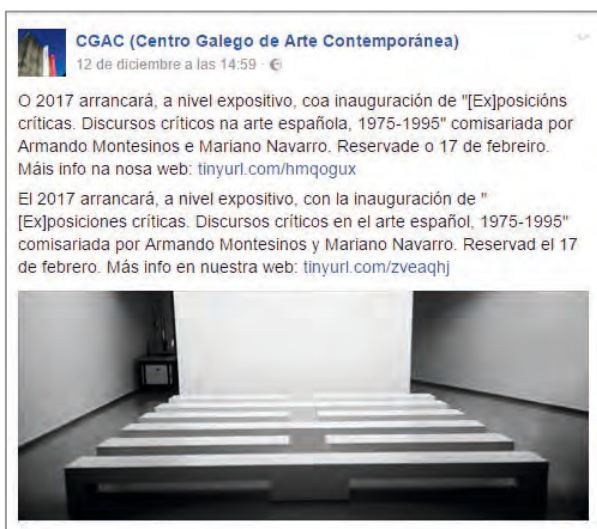 CGAC (Centro Galego de Arte Contemporánea)
12 de diciembre a las 14:59 ·
O 2017 arrancará, a nivel expositivo, coa inauguración de "[Ex]posicións
críticas. Discursos críticos na arte española, 1975-1995" comisariada por
Armando Montesinos e Mariano Navarro. Reservade o 17 de febreiro.
Máis info na nosa web: tinyurl.com/hmqogux
El 2017 arrancará, a nivel expositivo, con la inauguración de "
[Ex]posiciones críticas. Discursos críticos en el arte español, 1975-1995"
comisariada por Armando Montesinos y Mariano Navarro. Reservad el 17
de febrero. Más info en nuestra web: tinyurl.com/zveaqhj